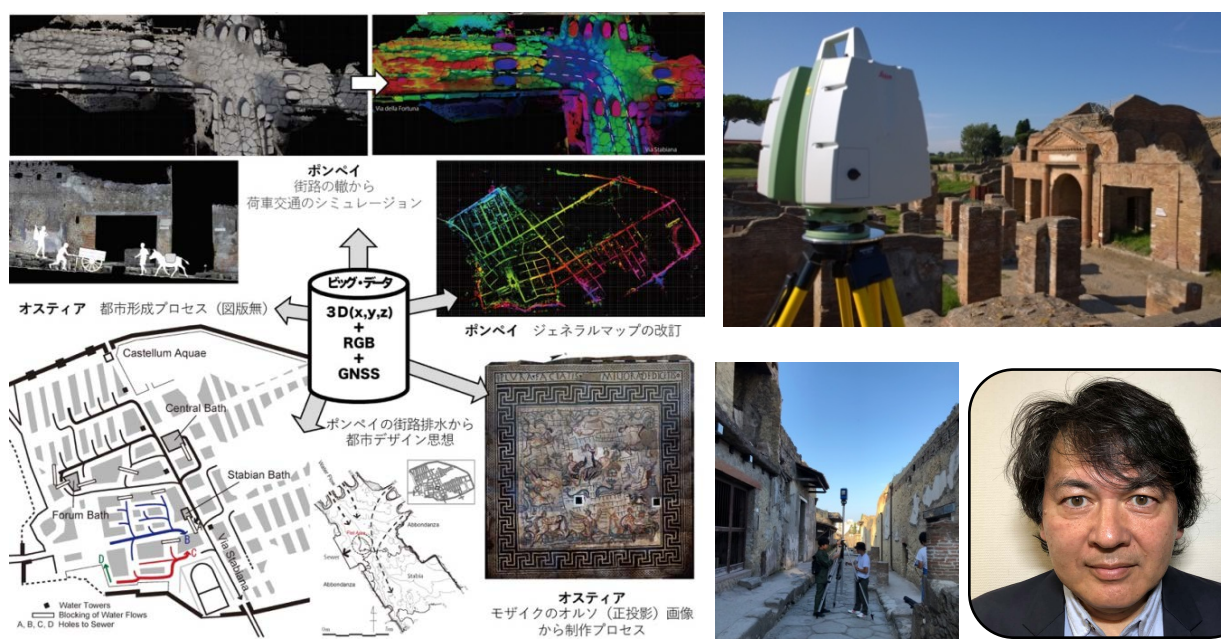 Via della Fortuna
Via Stabiana
ポンペイ
街路の轍から
荷車交通のシミュレージョン
ビッグ・データ
3D(x,y,z)
+
RGB
+
GNSS
オスティア 都市形成プロセス（図版無）
ポンペイ ジェネラルマップの改訂
Castellum Aquae
Central Bath
Stabian Bath
Forum Bath
Via Stabiana
A, B, C, D Holes to Sewer
Water Towers
Blocking of Water Flows
B
C
D
ポンペイの街路排水から
都市デザイン思想
Abbondanza
Sewer
Abbondanza
Stabia
オスティア
モザイクのオルソ（正投影）画像
から制作プロセス
Leica